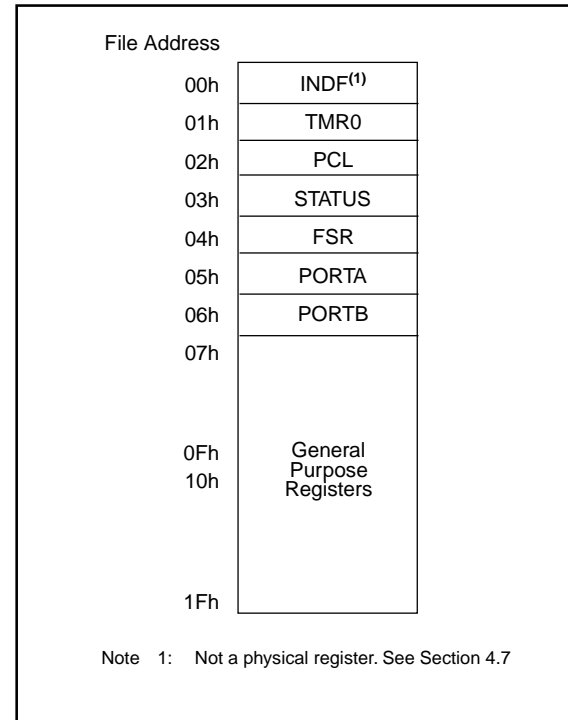 File Address
00h INDF(1)
01h TMR0
02h PCL
03h STATUS
04h FSR
05h PORTA
06h PORTB
07h
0Fh General
Purpose
10h Registers
1Fh
Note 1: Not a physical register. See Section 4.7